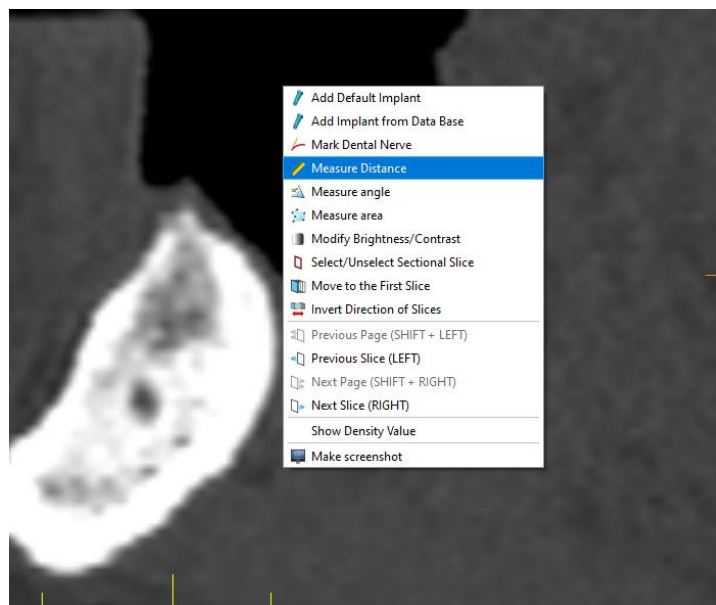 Add Default Implant
Add Implant from Data Base
Mark Dental Nerve
Measure Distance
Measure angle
Measure area
Modify Brightness/Contrast
Select/Unselect Sectional Slice
Move to the First Slice
Invert Direction of Slices
Previous Page (SHIFT + LEFT)
Previous Slice (LEFT)
Next Page (SHIFT + RIGHT)
Next Slice (RIGHT)
Show Density Value
Make screenshot